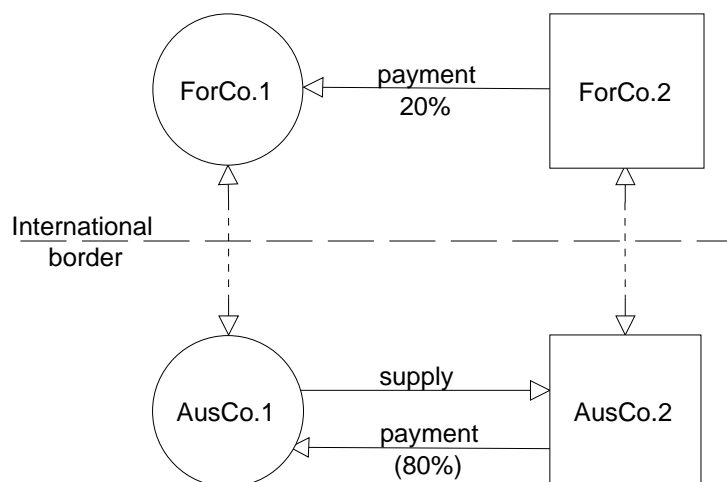 payment
ForCo.1
ForCo.2
20%
International
border
supply
AusCo.1
AusCo.2
payment
(80%)